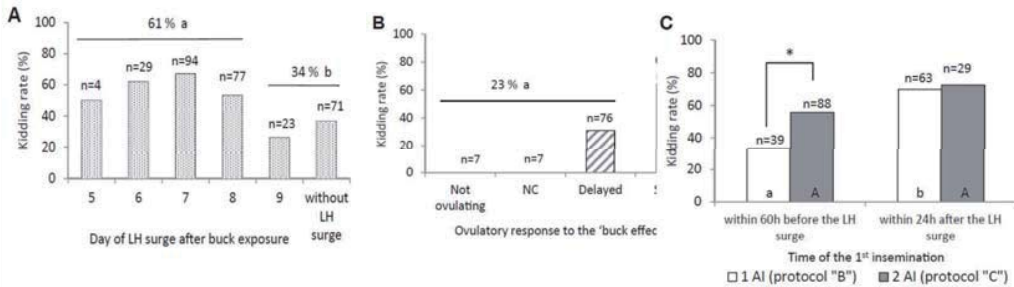 A
100
80
60
40
20
0
Kidding rate (%)
61 % a
34 % b
n=4
n=29
n=94
n=77
n=23
n=71
5
6
7
8
9
without
LH
surge
Day of LH surge after buck exposure
B
100
80
60
40
20
0
Kidding rate (%)
23 % a
n=7
n=7
n=76
Not
ovulating
NC
Delayed
Ovulatory response to the 'buck effec
C
100
80
60
40
20
0
Kidding rate (%)
*
n=39
n=88
n=63
n=29
a
A
b
A
within 60h before the LH
surge
within 24h after the LH
surge
Time of the 1st insemination
1 AI (protocol "B")
2 AI (protocol "C")